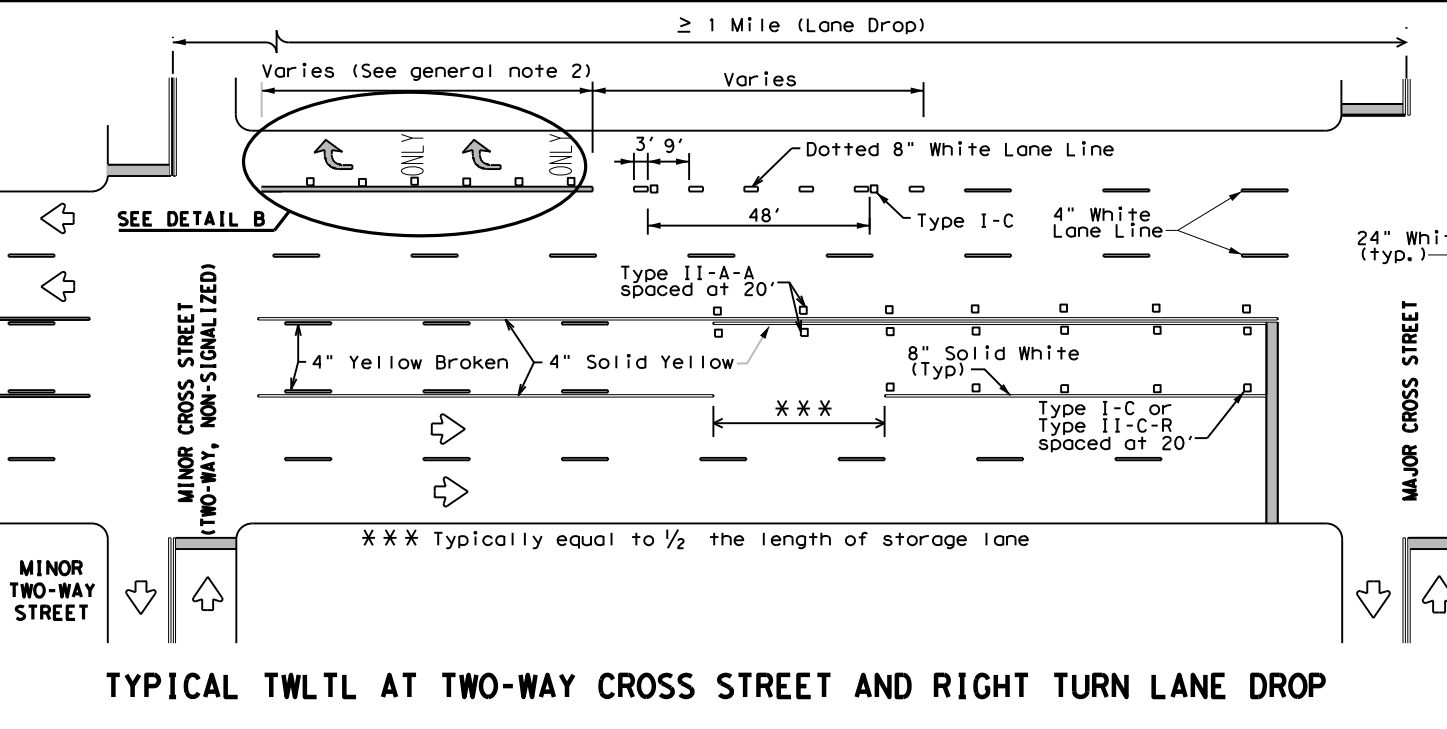 ≥ 1 Mile (Lane Drop)
Varies (See general note 2)
Varies
ONLY
ONLY
3'
9'
Dotted 8" White Lane Line
SEE DETAIL B
48'
Type I-C
4" White
Lane Line
24" Whi
(typ.)
Type II-A-A
spaced at 20'
MINOR CROSS STREET
(TWO-WAY, NON-SIGNALIZED)
4" Yellow Broken
4" Solid Yellow
8" Solid White
(Typ)
***
Type I-C or
Type II-C-R
spaced at 20'
MAJOR CROSS STREET
*** Typically equal to ½ the length of storage lane
MINOR
TWO-WAY
STREET
TYPICAL TWLTL AT TWO-WAY CROSS STREET AND RIGHT TURN LANE DROP